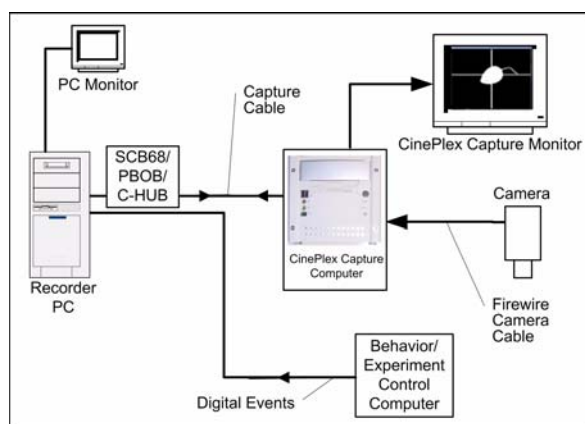 PC Monitor
Capture
Cable
CinePlex Capture Monitor
SCB68/
PBOB/
C-HUB
Camera
CinePlex Capture
Computer
Recorder
PC
Firewire
Camera
Cable
Behavior/
Experiment
Control
Computer
Digital Events